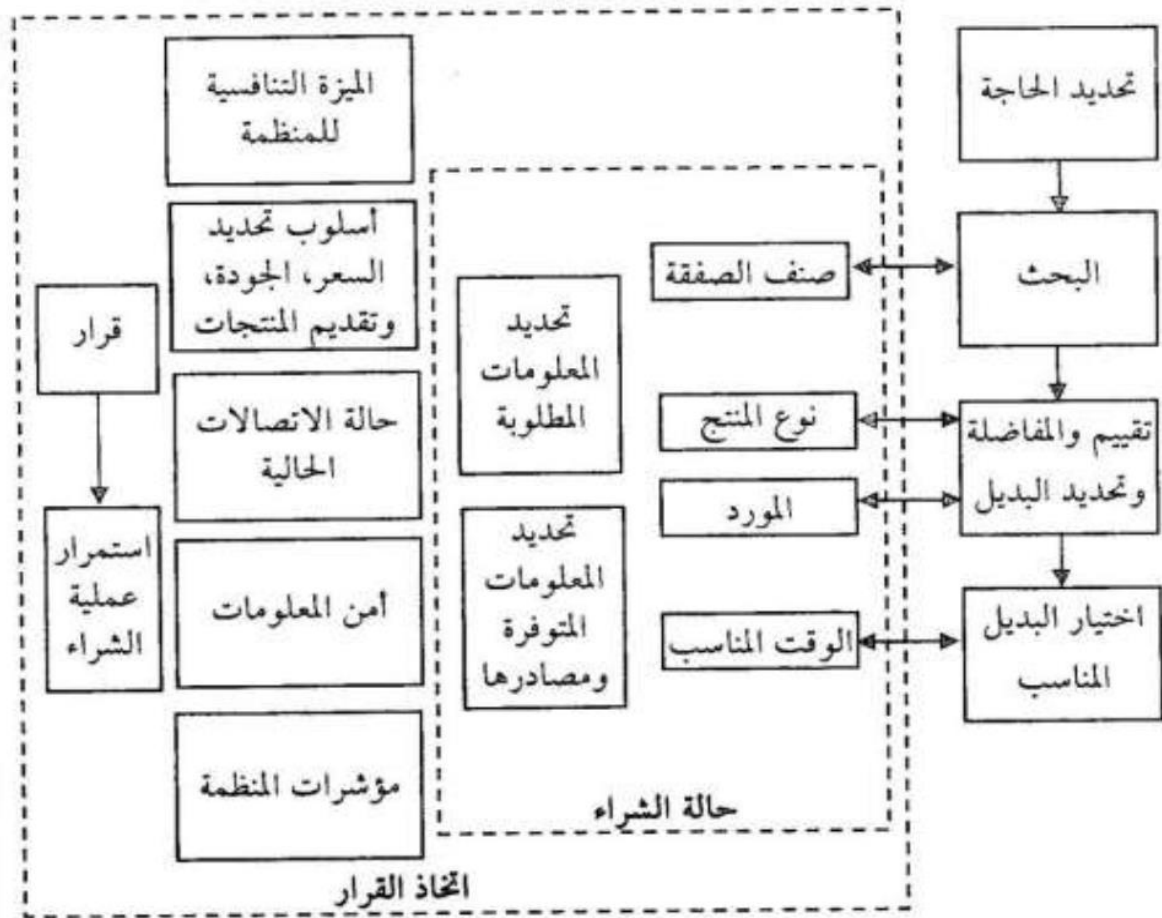 تحديد الحاجة
البحث
تقييم والمفاضلة
وتحديد البديل
اختيار البديل
المناسب
صنف الصفقة
نوع المنتج
المورد
الوقت المناسب
تحديد
المعلومات
المطلوبة
تحديد
المعلومات
المتوفرة
ومصادرها
حالة الشراء
الميزة التنافسية
للمنظمة
أسلوب تحديد
السعر، الجودة،
وتقديم المنتجات
حالة الاتصالات
الحالية
أمن المعلومات
مؤشرات المنظمة
قرار
استمرار
عملية
الشراء
اتخاذ القرار